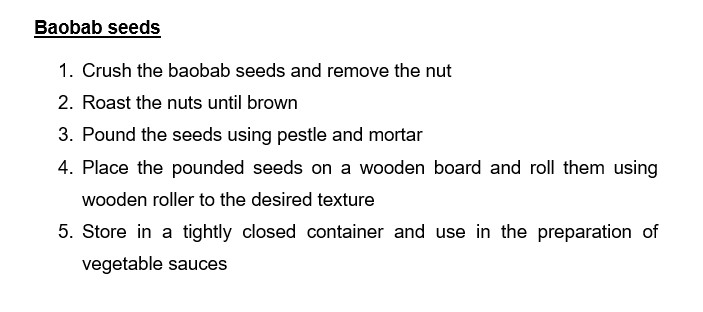 Baobab seeds
1. Crush the baobab seeds and remove the nut
2. Roast the nuts until brown
3. Pound the seeds using pestle and mortar
4. Place the pounded seeds on a wooden board and roll them using
wooden roller to the desired texture
5. Store in a tightly closed container and use in the preparation of
vegetable sauces